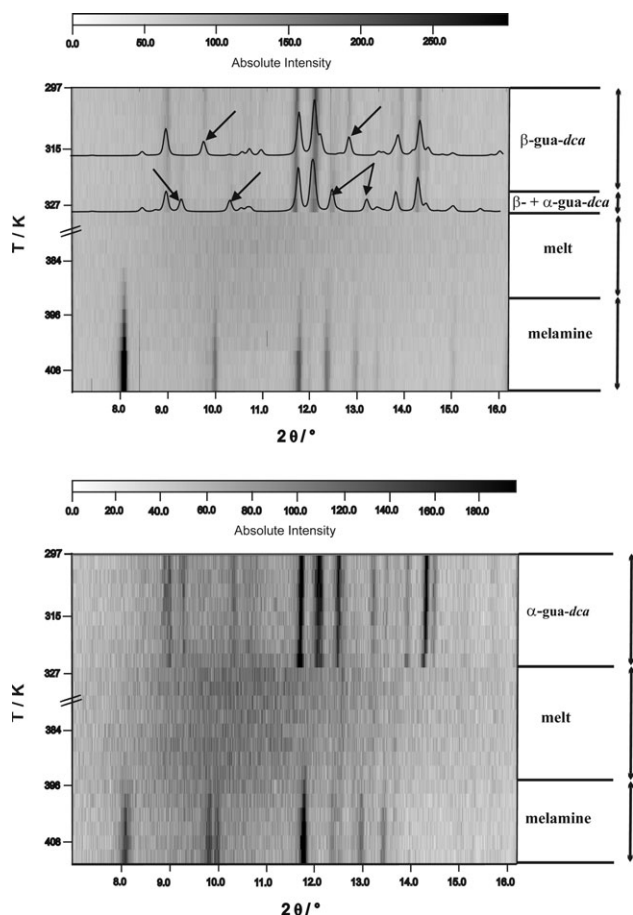 0.0 50.0 100.0 150.0 200.0 250.0
Absolute Intensity
297
315
327
384
396
408
T / K
β-gua-dca
β- + α-gua-dca
melt
melamine
8.0 9.0 10.0 11.0 12.0 13.0 14.0 15.0 16.0
2 θ / °
0.0 20.0 40.0 60.0 80.0 100.0 120.0 140.0 160.0 180.0
Absolute Intensity
297
315
327
384
396
408
T / K
α-gua-dca
melt
melamine
8.0 9.0 10.0 11.0 12.0 13.0 14.0 15.0 16.0
2 θ / °